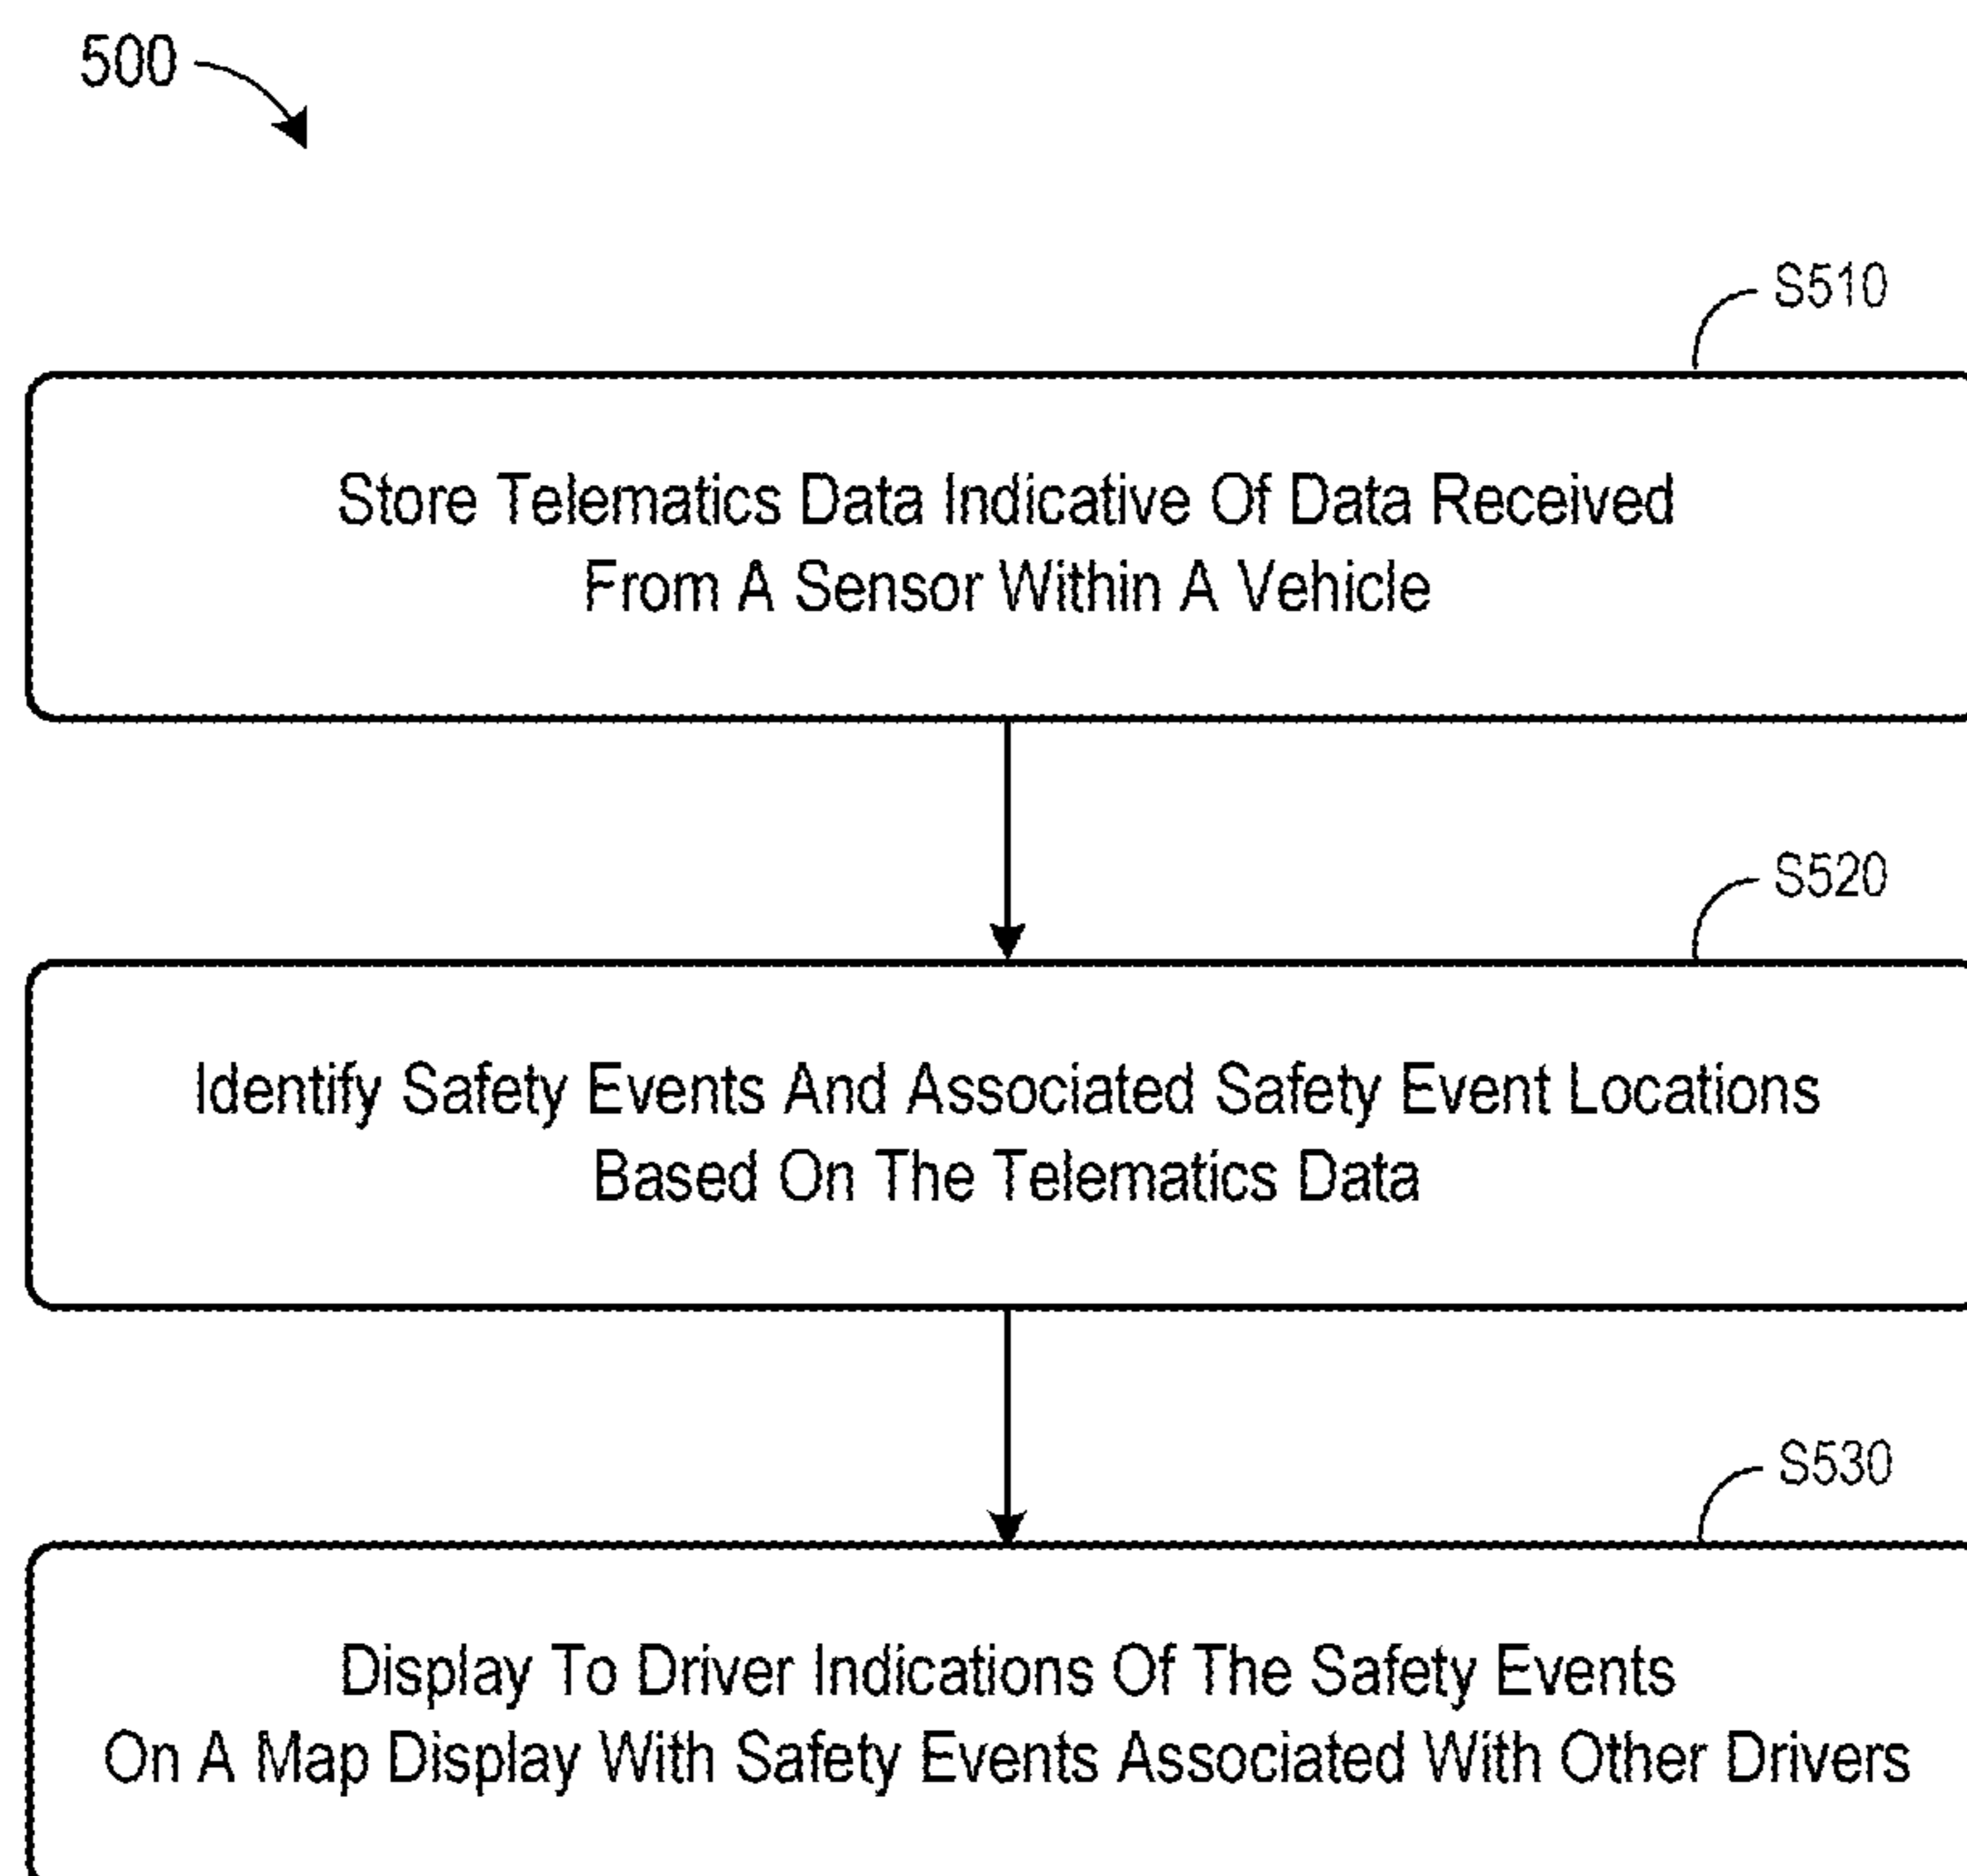 500
S510
Store Telematics Data Indicative Of Data Received
From A Sensor Within A Vehicle
S520
Identify Safety Events And Associated Safety Event Locations
Based On The Telematics Data
S530
Display To Driver Indications Of The Safety Events
On A Map Display With Safety Events Associated With Other Drivers